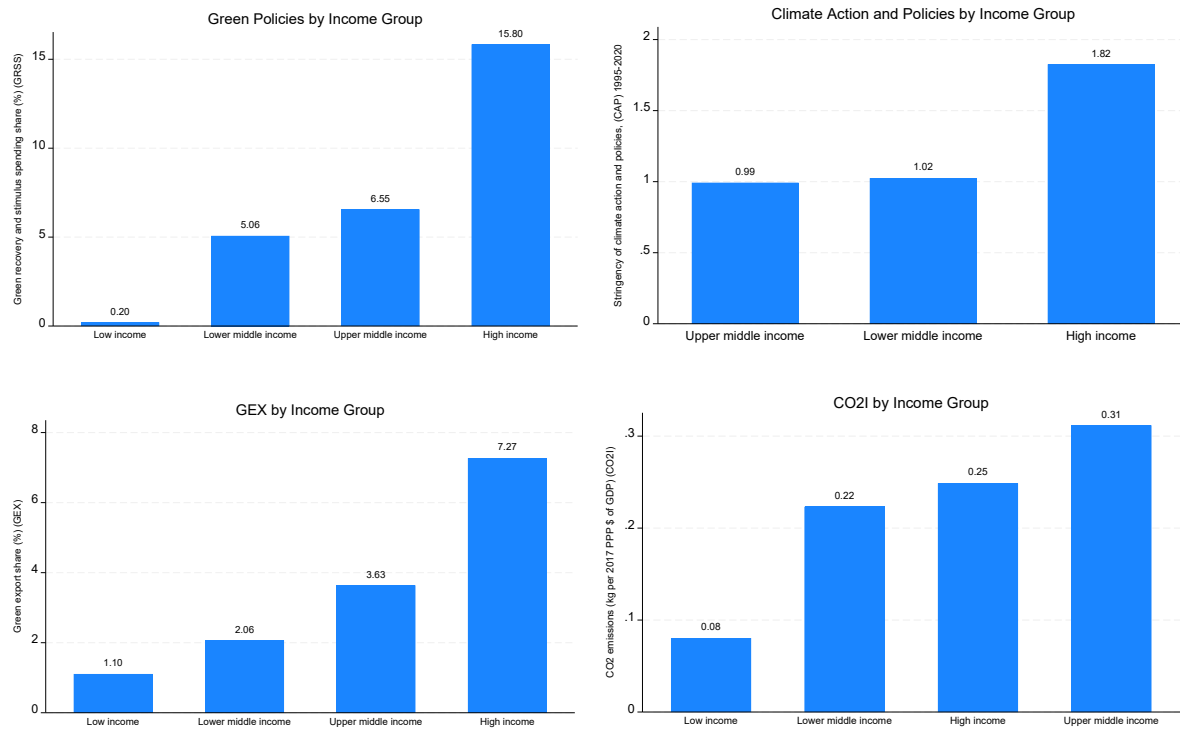 Green Policies by Income Group
Green recovery and stimulus spending share (%) (GRSS)
15
10
5
0
0.20
5.06
6.55
15.80
Low income
Lower middle income
Upper middle income
High income
Climate Action and Policies by Income Group
Stringency of climate action and policies, (CAP) 1995-2020
2
1.5
1
.5
0
0.99
1.02
1.82
Upper middle income
Lower middle income
High income
GEX by Income Group
Green export share (%) (GEX)
8
6
4
2
0
1.10
2.06
3.63
7.27
Low income
Lower middle income
Upper middle income
High income
CO2I by Income Group
CO2 emissions (kg per 2017 PPP $ of GDP) (CO2I)
.3
.2
.1
0
0.08
0.22
0.25
0.31
Low income
Lower middle income
High income
Upper middle income